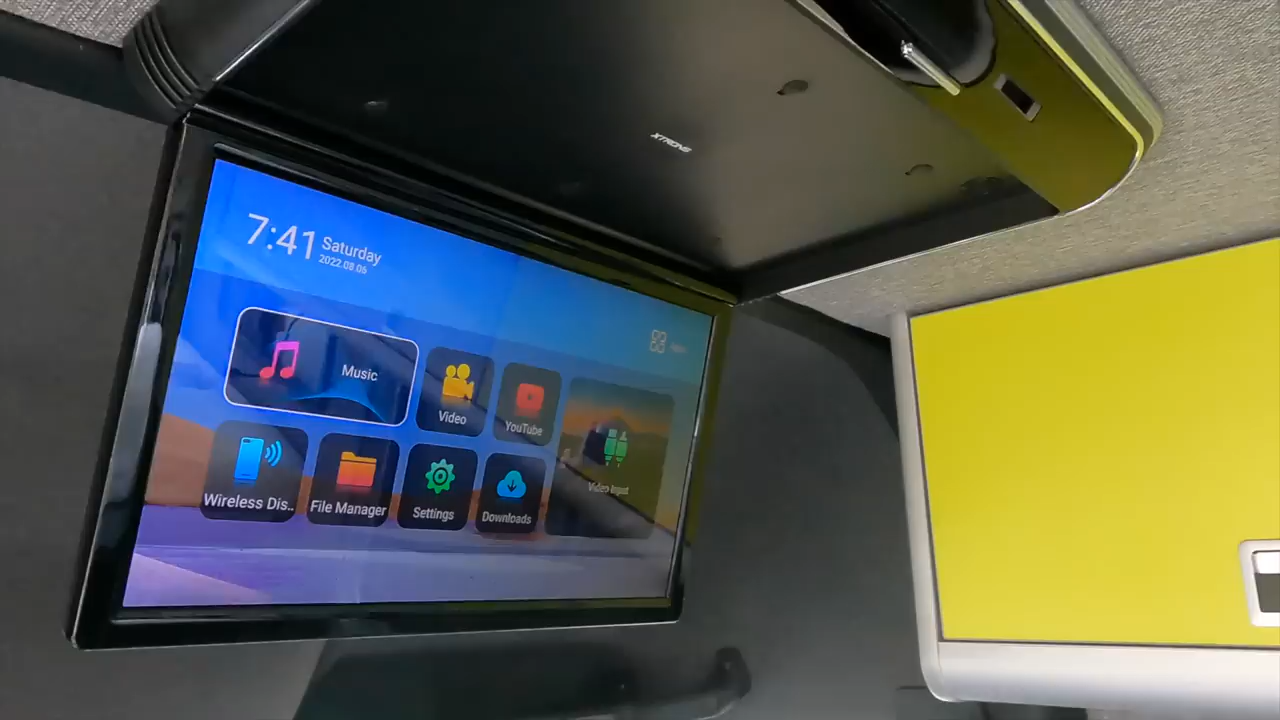 XTRONS
7:41 Saturday
2022.08.06
Music
Video
YouTube
Video Input
Wireless Dis..
File Manager
Settings
Downloads